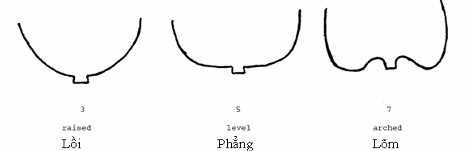 3 5 7
raised level arched
Lồi Phẳng Lõm